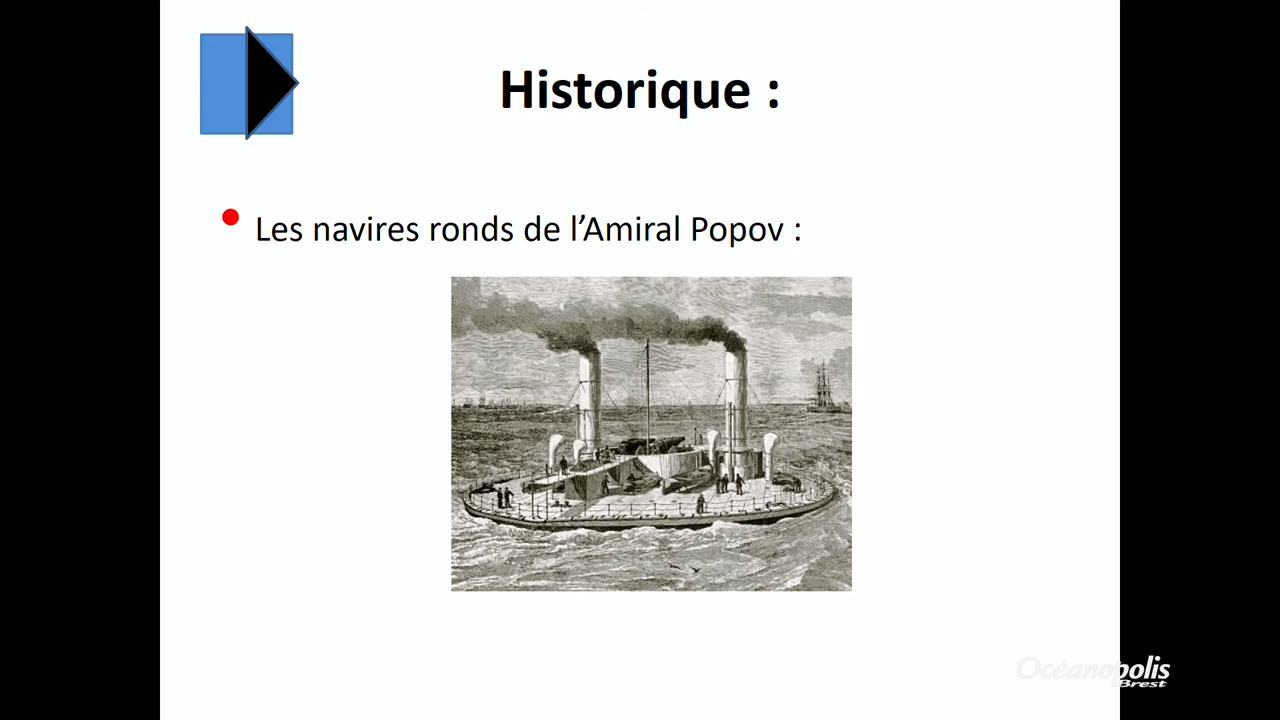 Historique :
Les navires ronds de l’Amiral Popov :
Océanopolis
Brest